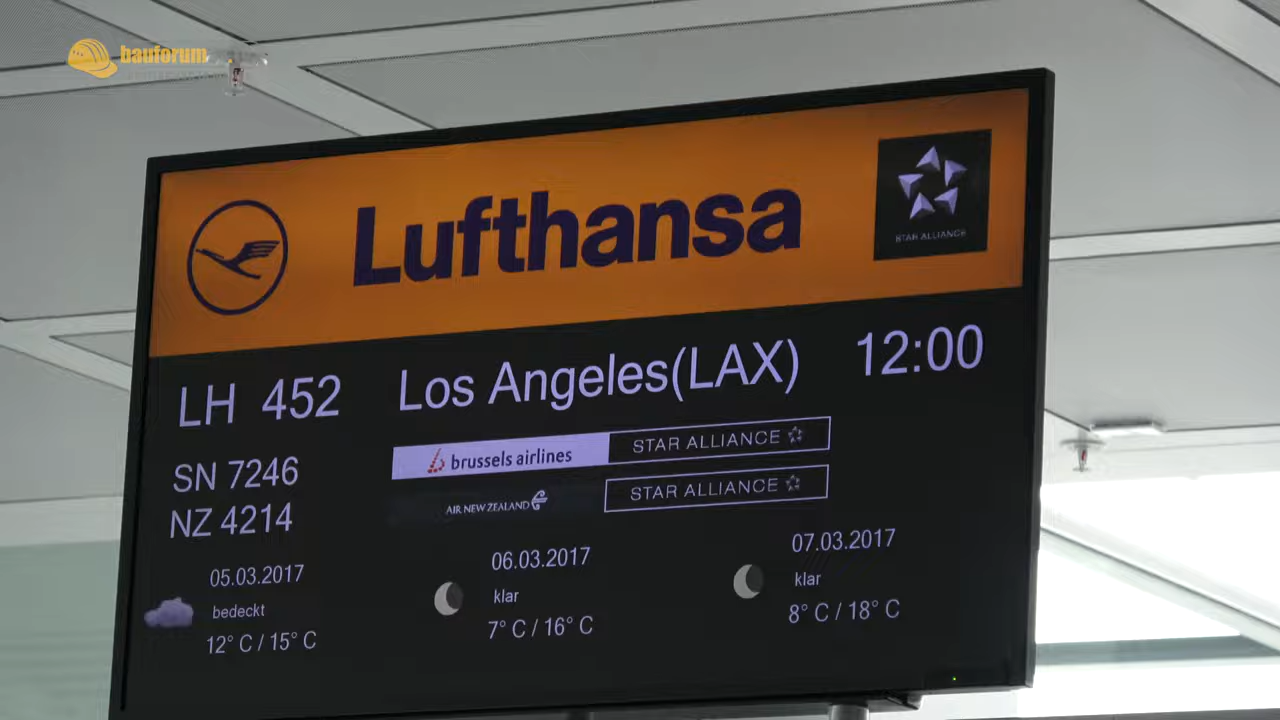 bauforum
Lufthansa
STAR ALLIANCE
LH 452 Los Angeles(LAX) 12:00
SN 7246 brussels airlines STAR ALLIANCE
NZ 4214 AIR NEW ZEALAND STAR ALLIANCE
05.03.2017 06.03.2017 07.03.2017
bedeckt klar klar
12° C / 15° C 7° C / 16° C 8° C / 18° C